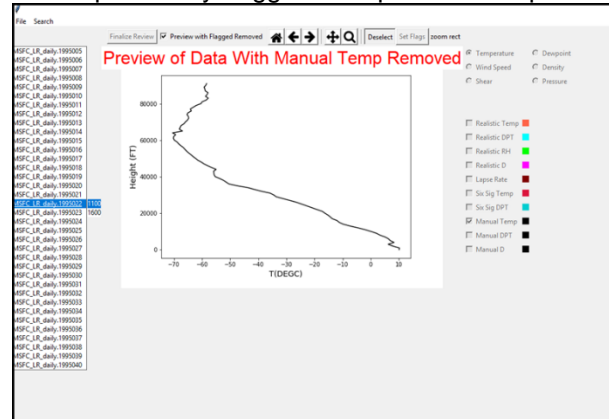 File Search
Finalize Review Preview with Flagged Removed Deselect Set Flags zoom rect
Preview of Data With Manual Temp Removed
MSFC_LR_daily.1995005
MSFC_LR_daily.1995006
MSFC_LR_daily.1995007
MSFC_LR_daily.1995008
MSFC_LR_daily.1995009
MSFC_LR_daily.1995010
MSFC_LR_daily.1995011
MSFC_LR_daily.1995012
MSFC_LR_daily.1995013
MSFC_LR_daily.1995014
MSFC_LR_daily.1995015
MSFC_LR_daily.1995016
MSFC_LR_daily.1995017
MSFC_LR_daily.1995018
MSFC_LR_daily.1995019
MSFC_LR_daily.1995020
MSFC_LR_daily.1995021
MSFC_LR_daily.1995022 1100
MSFC_LR_daily.1995023 1600
MSFC_LR_daily.1995024
MSFC_LR_daily.1995025
MSFC_LR_daily.1995026
MSFC_LR_daily.1995027
MSFC_LR_daily.1995028
MSFC_LR_daily.1995029
MSFC_LR_daily.1995030
MSFC_LR_daily.1995031
MSFC_LR_daily.1995032
MSFC_LR_daily.1995033
MSFC_LR_daily.1995034
MSFC_LR_daily.1995035
MSFC_LR_daily.1995036
MSFC_LR_daily.1995037
MSFC_LR_daily.1995038
MSFC_LR_daily.1995039
MSFC_LR_daily.1995040
Height (FT)
80000
60000
40000
20000
0
-70 -60 -50 -40 -30 -20 -10 0 10
T(DEGC)
Temperature Dewpoint
Wind Speed Density
Shear Pressure
Realistic Temp
Realistic DPT
Realistic RH
Realistic D
Lapse Rate
Six Sig Temp
Six Sig DPT
Manual Temp
Manual DPT
Manual D